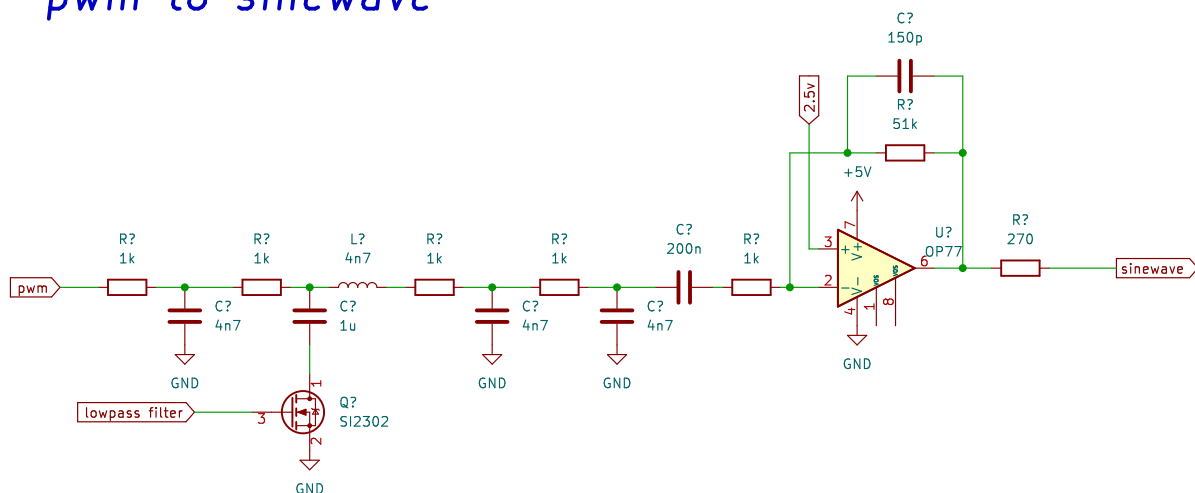 pwm to sinewave
C?
150p
2.5v
R?
51k
+5V
R?
1k
R?
1k
L?
4n7
R?
1k
R?
1k
C?
200n
R?
1k
3
2
+
-
V+
V-
7
4
1
8
6
U?
OP77
R?
270
pwm
sinewave
C?
4n7
C?
1u
C?
4n7
C?
4n7
GND
GND
GND
GND
lowpass filter
3
1
2
Q?
SI2302
GND